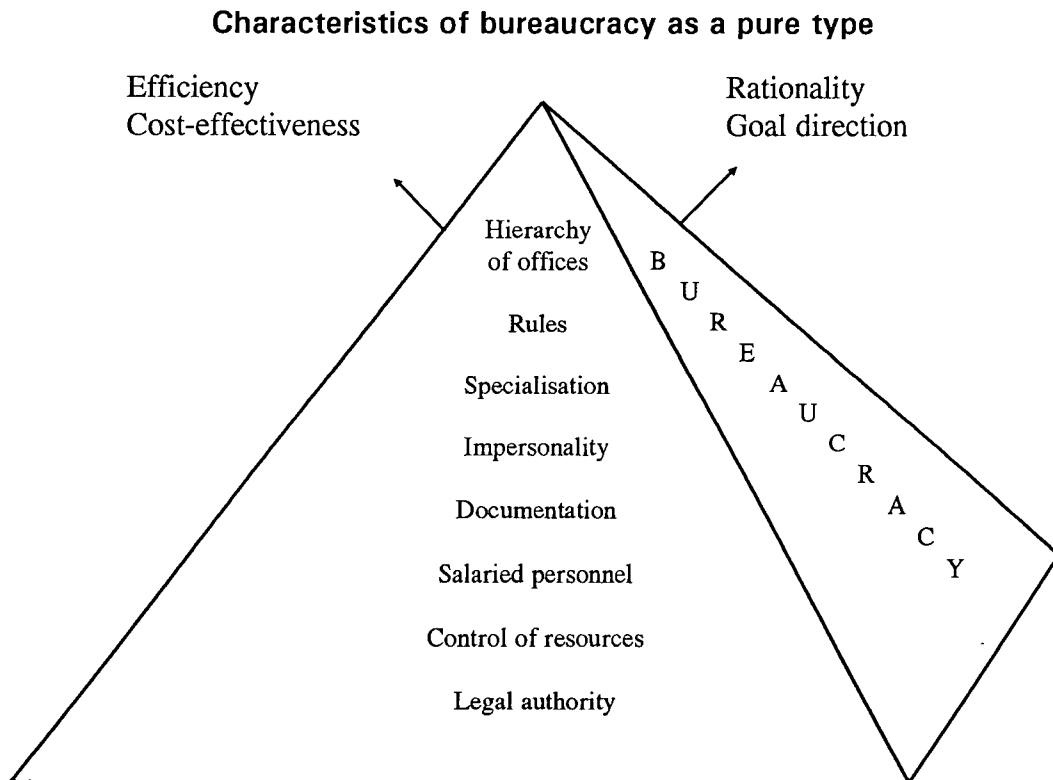 Characteristics of bureaucracy as a pure type
Efficiency
Cost-effectiveness
Rationality
Goal direction
Hierarchy
of offices
Rules
Specialisation
Impersonality
Documentation
Salaried personnel
Control of resources
Legal authority
BUREAUCRACY